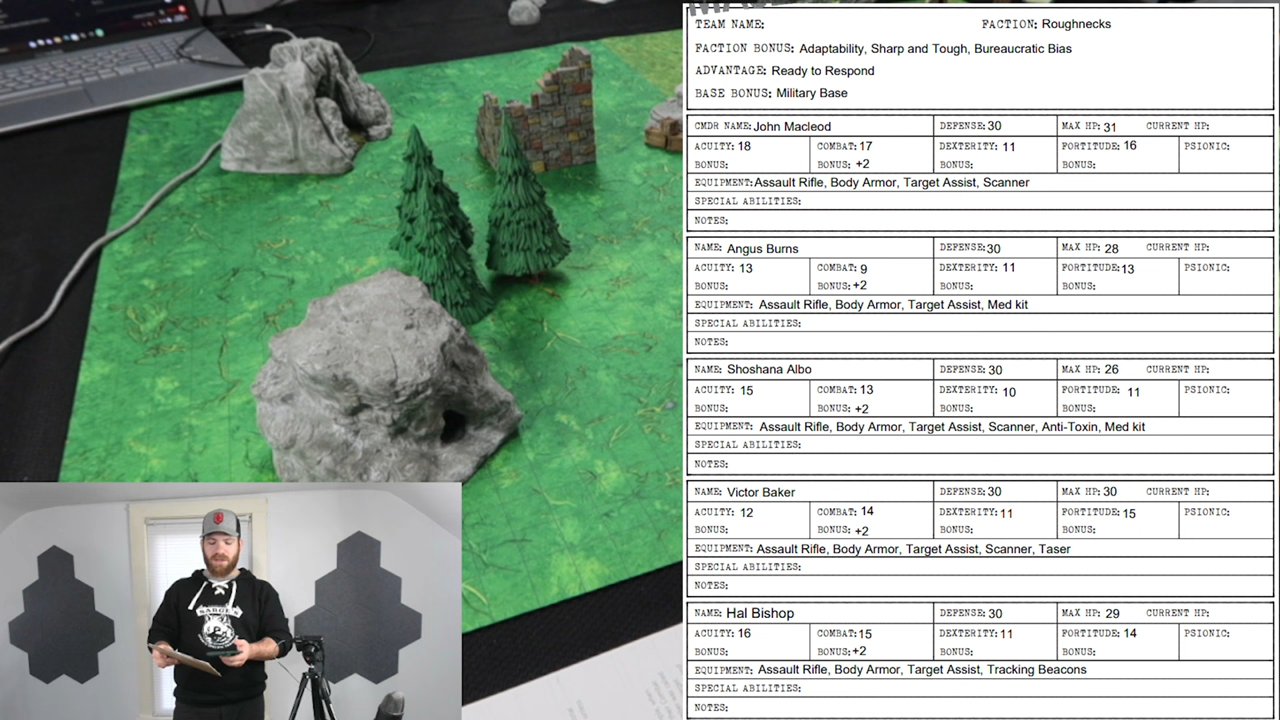 TEAM NAME: FACTION: Roughnecks
FACTION BONUS: Adaptability, Sharp and Tough, Bureaucratic Bias
ADVANTAGE: Ready to Respond
BASE BONUS: Military Base
CMDR NAME: John Macleod DEFENSE: 30 MAX HP: 31 CURRENT HP:
ACUITY: 18 COMBAT: 17 DEXTERITY: 11 FORTITUDE: 16 PSIONIC:
BONUS: BONUS: +2 BONUS: BONUS:
EQUIPMENT: Assault Rifle, Body Armor, Target Assist, Scanner
SPECIAL ABILITIES:
NOTES:
NAME: Angus Burns DEFENSE: 30 MAX HP: 28 CURRENT HP:
ACUITY: 13 COMBAT: 9 DEXTERITY: 11 FORTITUDE: 13 PSIONIC:
BONUS: BONUS: +2 BONUS: BONUS:
EQUIPMENT: Assault Rifle, Body Armor, Target Assist, Med kit
SPECIAL ABILITIES:
NOTES:
NAME: Shoshana Albo DEFENSE: 30 MAX HP: 26 CURRENT HP:
ACUITY: 15 COMBAT: 13 DEXTERITY: 10 FORTITUDE: 11 PSIONIC:
BONUS: BONUS: +2 BONUS: BONUS:
EQUIPMENT: Assault Rifle, Body Armor, Target Assist, Scanner, Anti-Toxin, Med kit
SPECIAL ABILITIES:
NOTES:
NAME: Victor Baker DEFENSE: 30 MAX HP: 30 CURRENT HP:
ACUITY: 12 COMBAT: 14 DEXTERITY: 11 FORTITUDE: 15 PSIONIC:
BONUS: BONUS: +2 BONUS: BONUS:
EQUIPMENT: Assault Rifle, Body Armor, Target Assist, Scanner, Taser
SPECIAL ABILITIES:
NOTES:
NAME: Hal Bishop DEFENSE: 30 MAX HP: 29 CURRENT HP:
ACUITY: 16 COMBAT: 15 DEXTERITY: 11 FORTITUDE: 14 PSIONIC:
BONUS: BONUS: +2 BONUS: BONUS:
EQUIPMENT: Assault Rifle, Body Armor, Target Assist, Tracking Beacons
SPECIAL ABILITIES:
NOTES:
SARGE'S